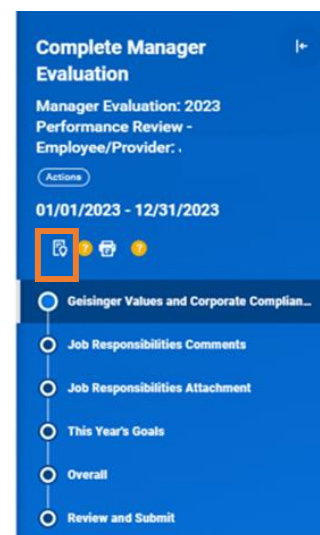 Complete Manager
Evaluation
Manager Evaluation: 2023
Performance Review -
Employee/Provider: .
Actions
01/01/2023 - 12/31/2023
? ?
Geisinger Values and Corporate Complian...
Job Responsibilities Comments
Job Responsibilities Attachment
This Year's Goals
Overall
Review and Submit